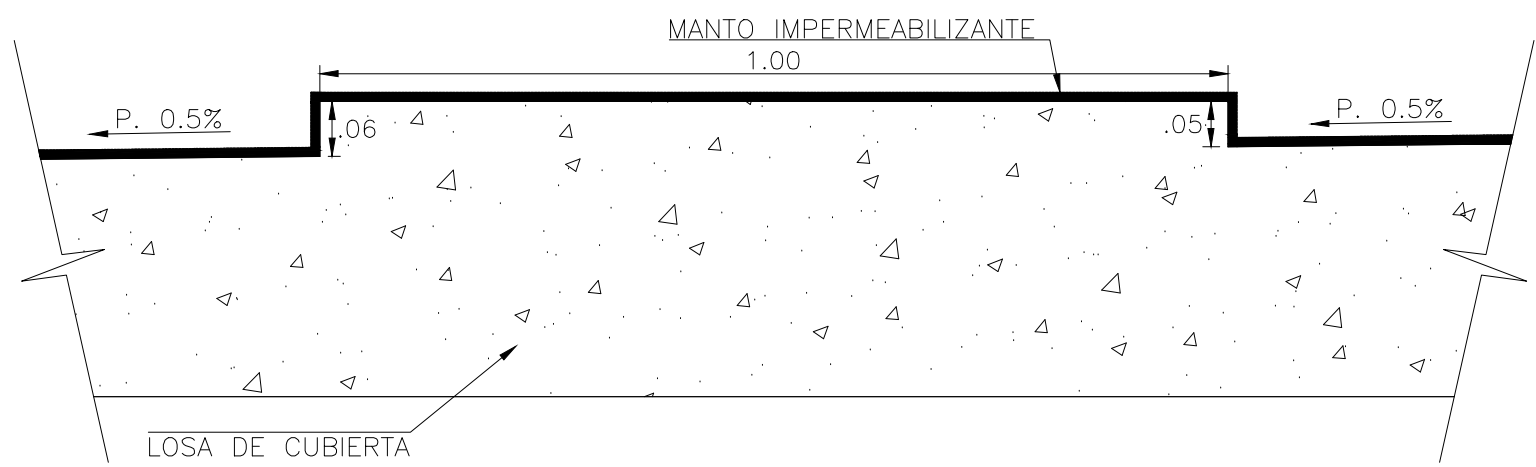 MANTO IMPERMEABILIZANTE
1.00
P. 0.5%
.06
.05
P. 0.5%
LOSA DE CUBIERTA